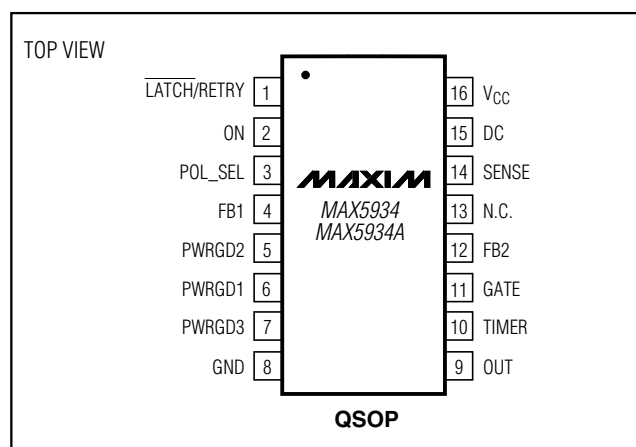 TOP VIEW
LATCH/RETRY 1
ON 2
POL_SEL 3
FB1 4
PWRGD2 5
PWRGD1 6
PWRGD3 7
GND 8
MAXIM
MAX5934
MAX5934A
16 VCC
15 DC
14 SENSE
13 N.C.
12 FB2
11 GATE
10 TIMER
9 OUT
QSOP